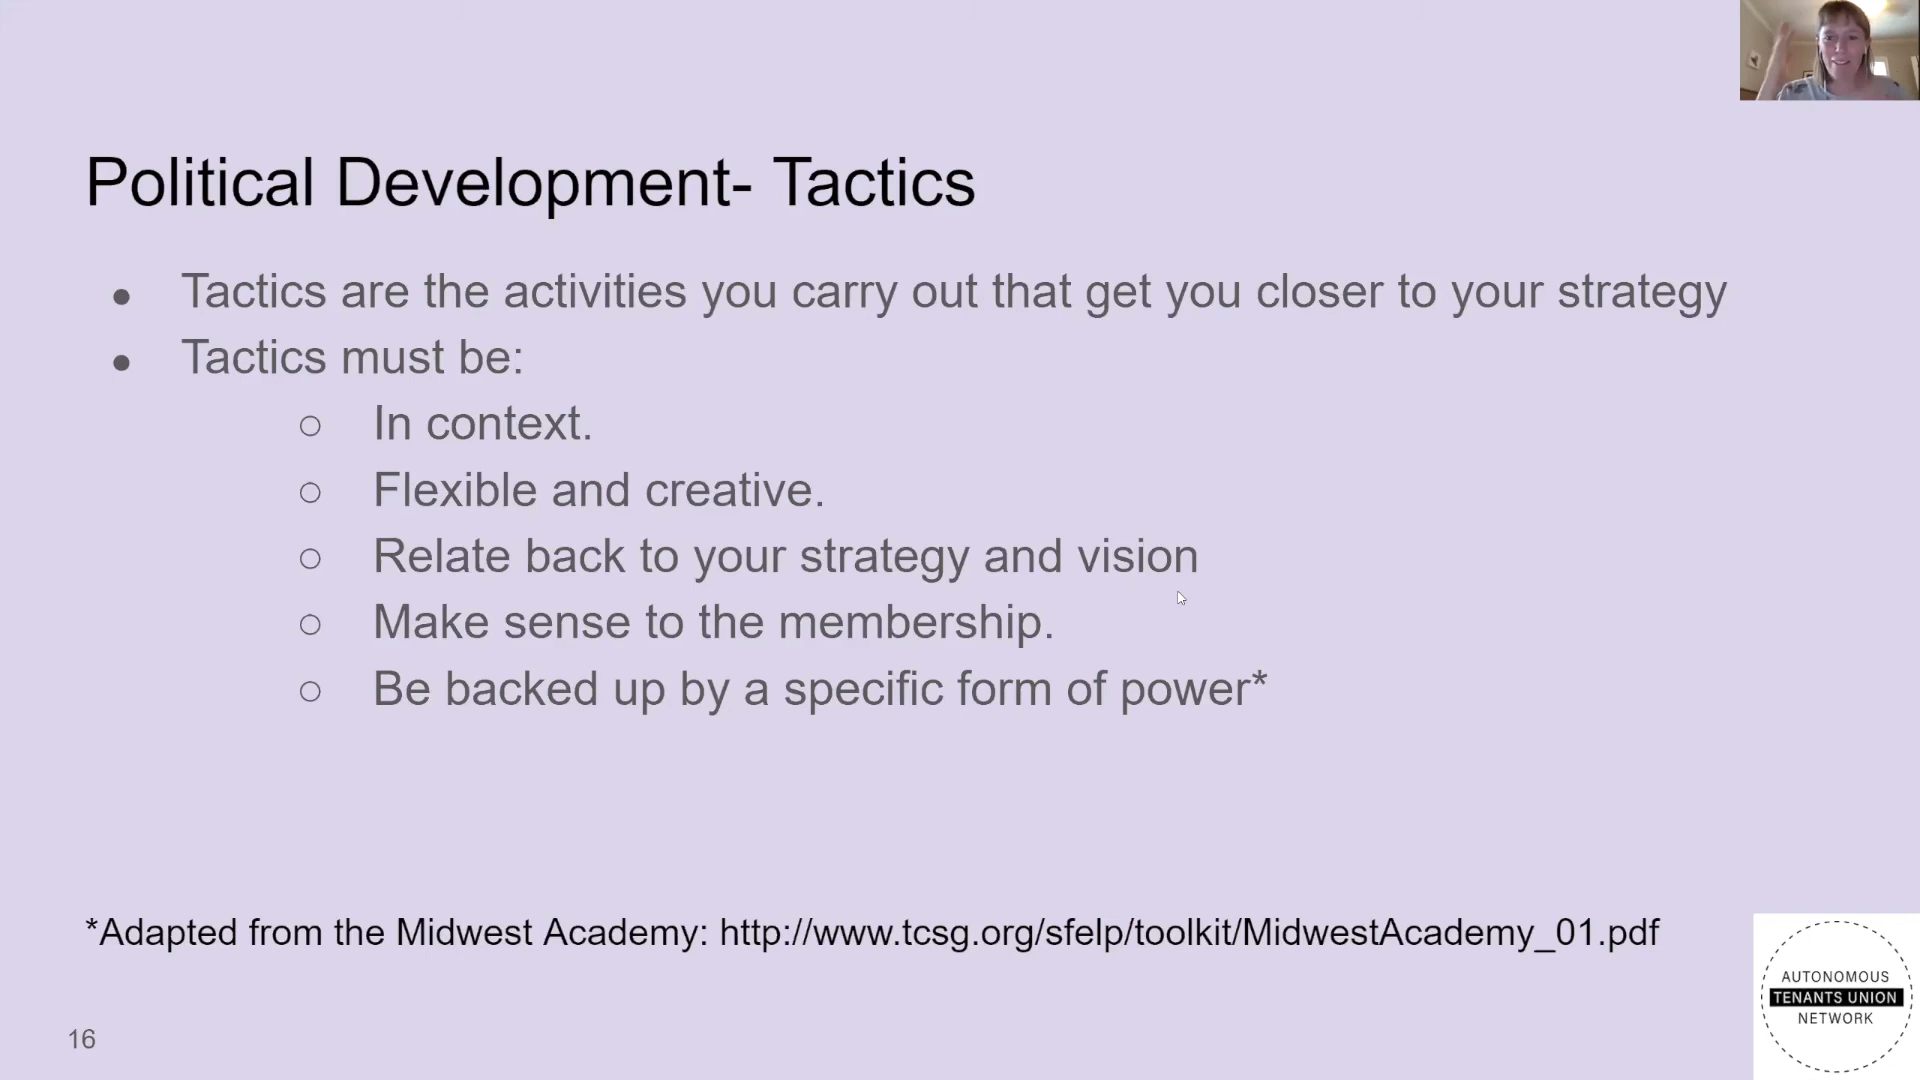 Political Development- Tactics
● Tactics are the activities you carry out that get you closer to your strategy
● Tactics must be:
○ In context.
○ Flexible and creative.
○ Relate back to your strategy and vision
○ Make sense to the membership.
○ Be backed up by a specific form of power*
*Adapted from the Midwest Academy: http://www.tcsg.org/sfelp/toolkit/MidwestAcademy_01.pdf
AUTONOMOUS
TENANTS UNION
NETWORK
16